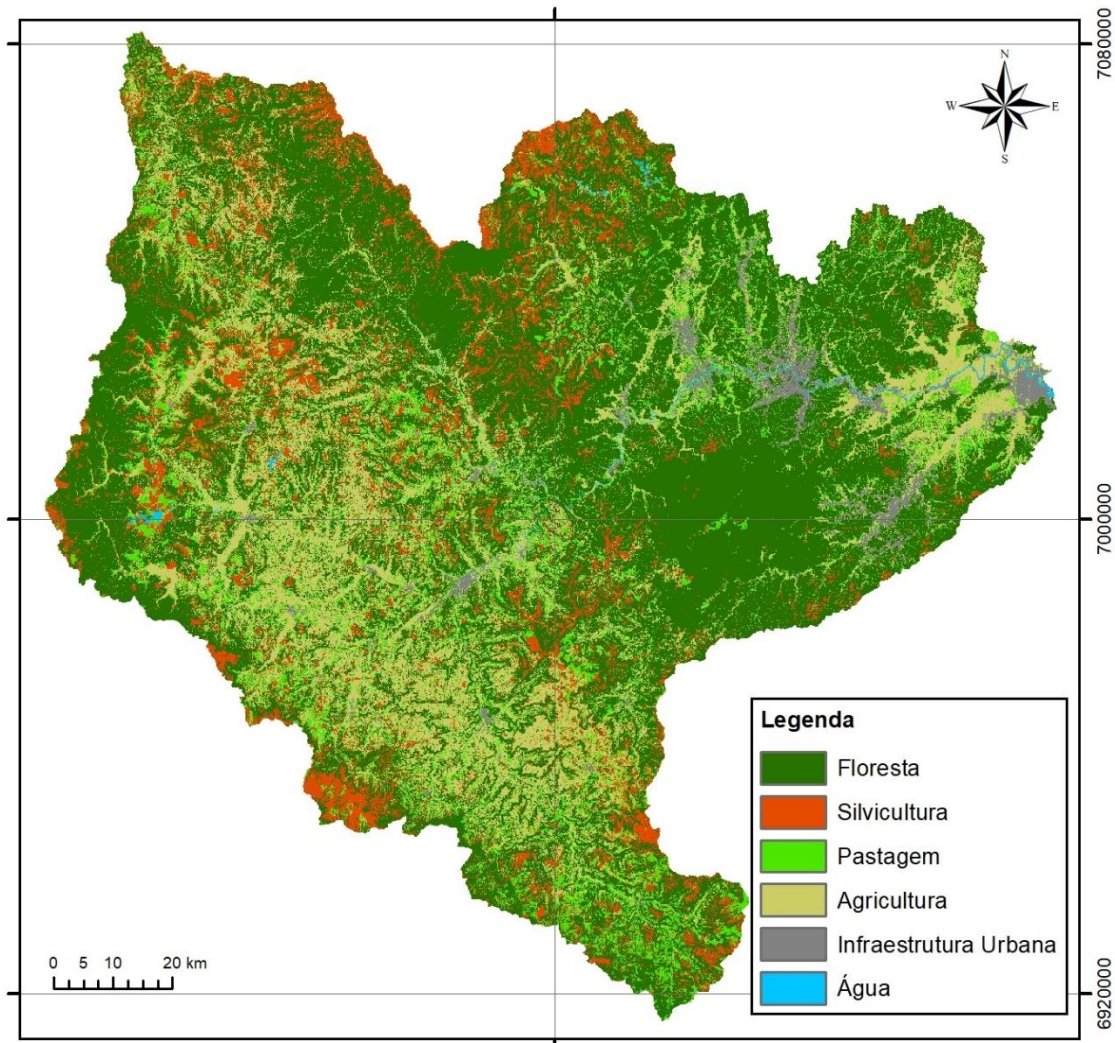 7080000
N
W
E
S
7000000
Legenda
Floresta
Silvicultura
Pastagem
Agricultura
Infraestrutura Urbana
Água
0 5 10 20 km
6920000